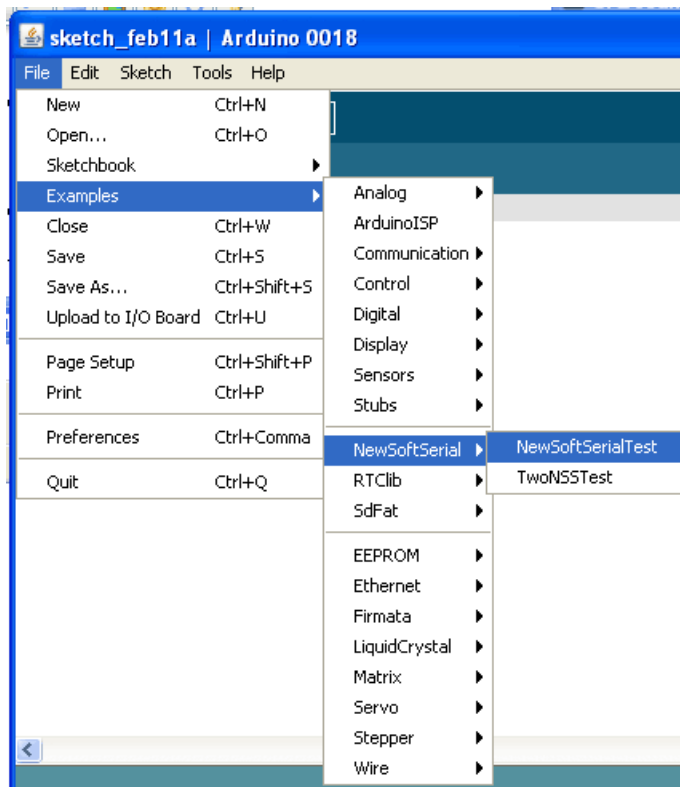 sketch_feb11a | Arduino 0018
File Edit Sketch Tools Help
New Ctrl+N
Open... Ctrl+O
Sketchbook
Examples
Close Ctrl+W
Save Ctrl+S
Save As... Ctrl+Shift+S
Upload to I/O Board Ctrl+U
Page Setup Ctrl+Shift+P
Print Ctrl+P
Preferences Ctrl+Comma
Quit Ctrl+Q
Analog
ArduinoISP
Communication
Control
Digital
Display
Sensors
Stubs
NewSoftSerial
RTClib
SdFat
EEPROM
Ethernet
Firmata
LiquidCrystal
Matrix
Servo
Stepper
Wire
NewSoftSerialTest
TwoNSSTest